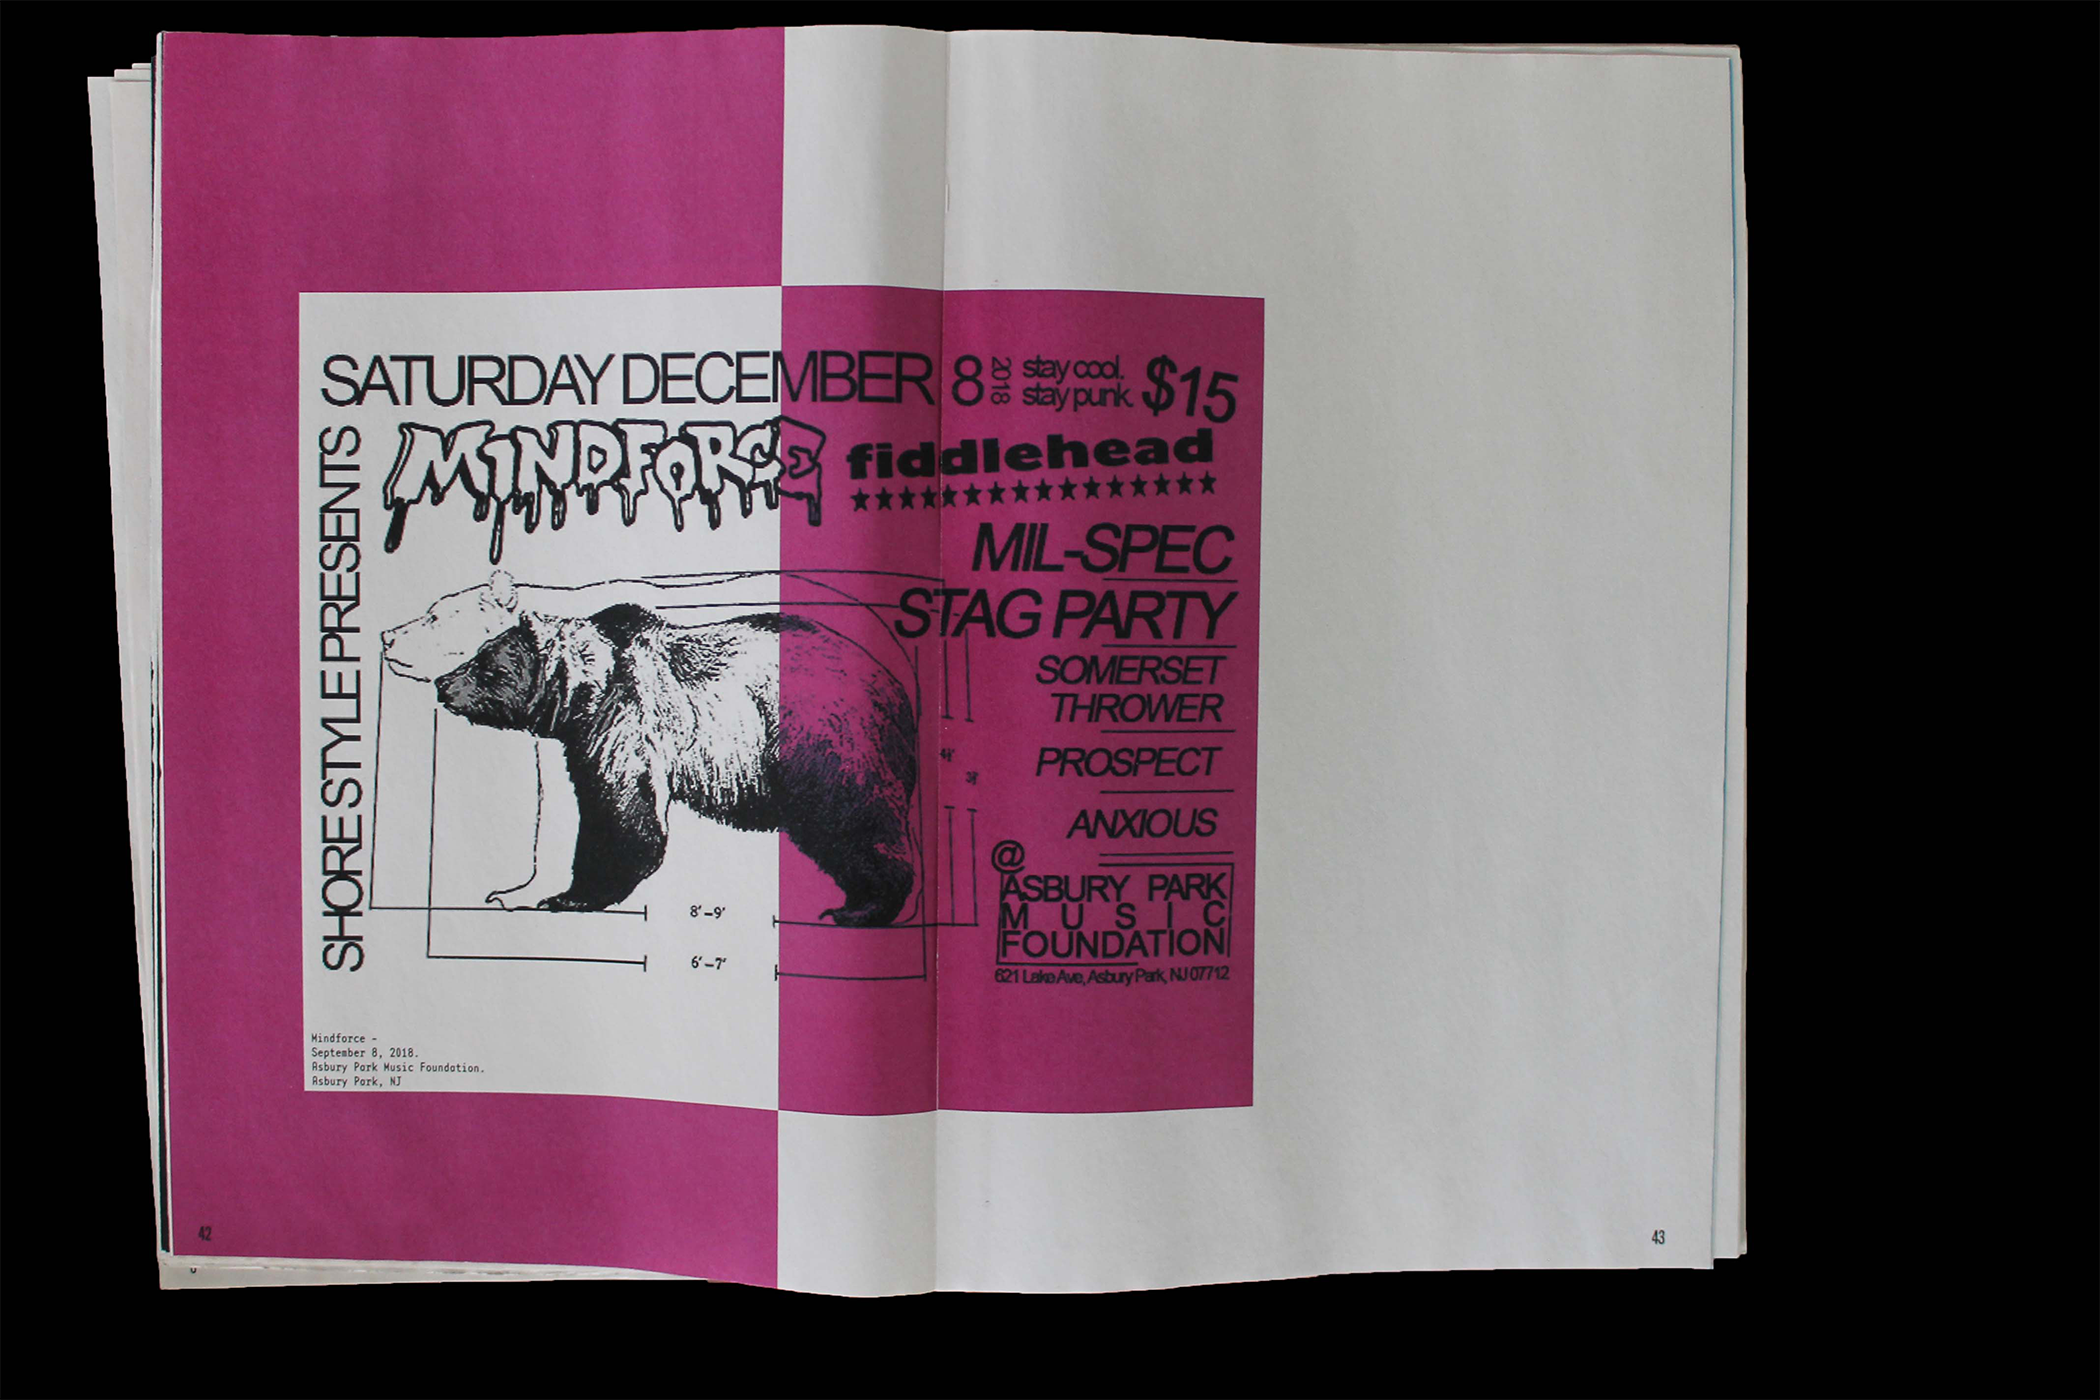 SATURDAY DECEMBER 8 2018 stay cool. $15
stay punk.
SHORE STYLE PRESENTS
MINDFORCE
fiddlehead
MIL-SPEC
STAG PARTY
SOMERSET
THROWER
PROSPECT
ANXIOUS
@
ASBURY PARK
MUSIC
FOUNDATION
621 Lake Ave, Asbury Park, NJ 07712
8'–9'
6'–7'
Mindforce -
September 8, 2018.
Asbury Park Music Foundation.
Asbury Park, NJ
42
43